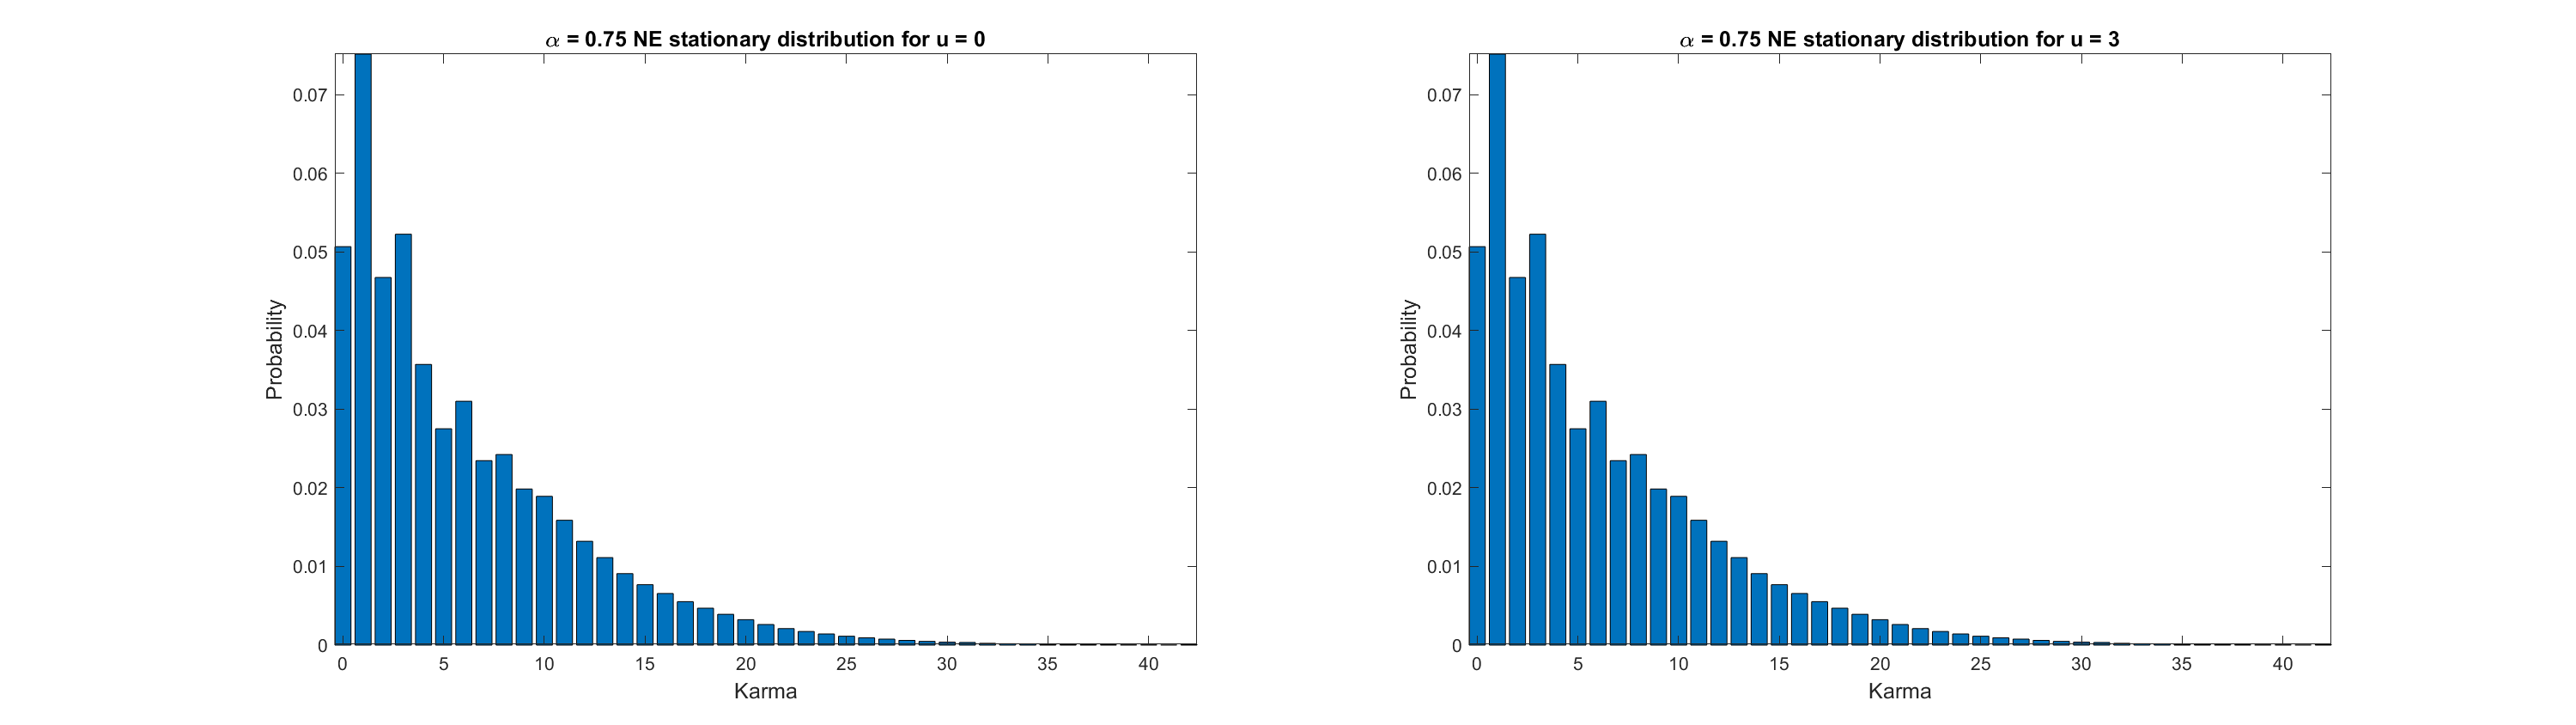 α = 0.75 NE stationary distribution for u = 0
0.07
0.06
0.05
0.04
0.03
0.02
0.01
0
Probability
0 5 10 15 20 25 30 35 40
Karma
α = 0.75 NE stationary distribution for u = 3
0.07
0.06
0.05
0.04
0.03
0.02
0.01
0
Probability
0 5 10 15 20 25 30 35 40
Karma